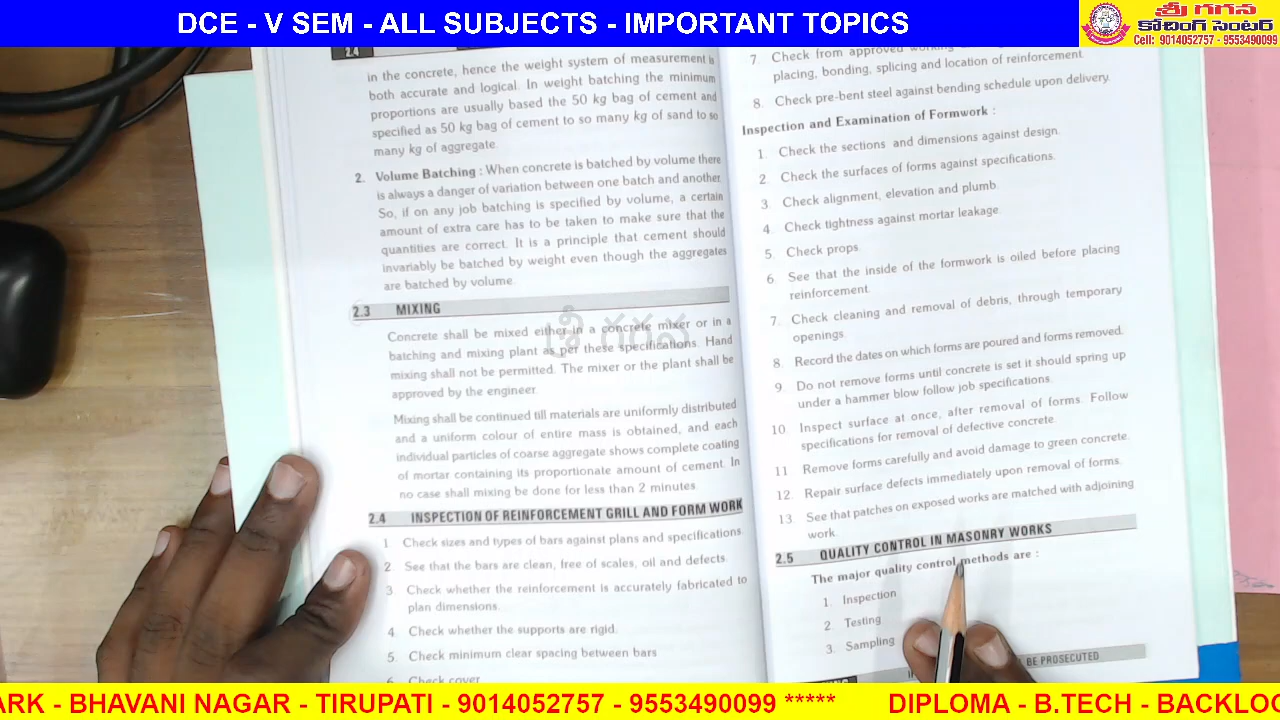 DCE - V SEM - ALL SUBJECTS - IMPORTANT TOPICS
శ్రీ గగన
కోచింగ్ సెంటర్
Cell: 9014052757 - 9553490099
2.4
in the concrete, hence the weight system of measurement is
both accurate and logical. In weight batching the minimum
proportions are usually based the 50 kg bag of cement and
specified as 50 kg bag of cement to so many kg of sand to so
many kg of aggregate.
2. Volume Batching : When concrete is batched by volume there
is always a danger of variation between one batch and another.
So, if on any job batching is specified by volume, a certain
amount of extra care has to be taken to make sure that the
quantities are correct. It is a principle that cement should
invariably be batched by weight even though the aggregates
are batched by volume.
2.3 MIXING
Concrete shall be mixed either in a concrete mixer or in a
batching and mixing plant as per these specifications. Hand
mixing shall not be permitted. The mixer or the plant shall be
approved by the engineer.
Mixing shall be continued till materials are uniformly distributed
and a uniform colour of entire mass is obtained, and each
individual particles of coarse aggregate shows complete coating
of mortar containing its proportionate amount of cement. In
no case shall mixing be done for less than 2 minutes.
2.4 INSPECTION OF REINFORCEMENT GRILL AND FORM WORK
1. Check sizes and types of bars against plans and specifications.
2. See that the bars are clean, free of scales, oil and defects.
3. Check whether the reinforcement is accurately fabricated to
plan dimensions.
4. Check whether the supports are rigid.
5. Check minimum clear spacing between bars
6. Check cover
7. Check from approved working
placing, bonding, splicing and location of reinforcement.
8. Check pre-bent steel against bending schedule upon delivery.
Inspection and Examination of Formwork :
1. Check the sections and dimensions against design.
2. Check the surfaces of forms against specifications.
3. Check alignment, elevation and plumb.
4. Check tightness against mortar leakage.
5. Check props.
6. See that the inside of the formwork is oiled before placing
reinforcement.
7. Check cleaning and removal of debris, through temporary
openings.
8. Record the dates on which forms are poured and forms removed.
9. Do not remove forms until concrete is set it should spring up
under a hammer blow follow job specifications.
10. Inspect surface at once, after removal of forms. Follow
specifications for removal of defective concrete.
11 Remove forms carefully and avoid damage to green concrete.
12. Repair surface defects immediately upon removal of forms.
13. See that patches on exposed works are matched with adjoining
work.
2.5 QUALITY CONTROL IN MASONRY WORKS
The major quality control methods are :
1. Inspection
2. Testing
3. Sampling
BE PROSECUTED
శ్రీ గగన
ARK - BHAVANI NAGAR - TIRUPATI - 9014052757 - 9553490099 ***** DIPLOMA - B.TECH - BACKLOG